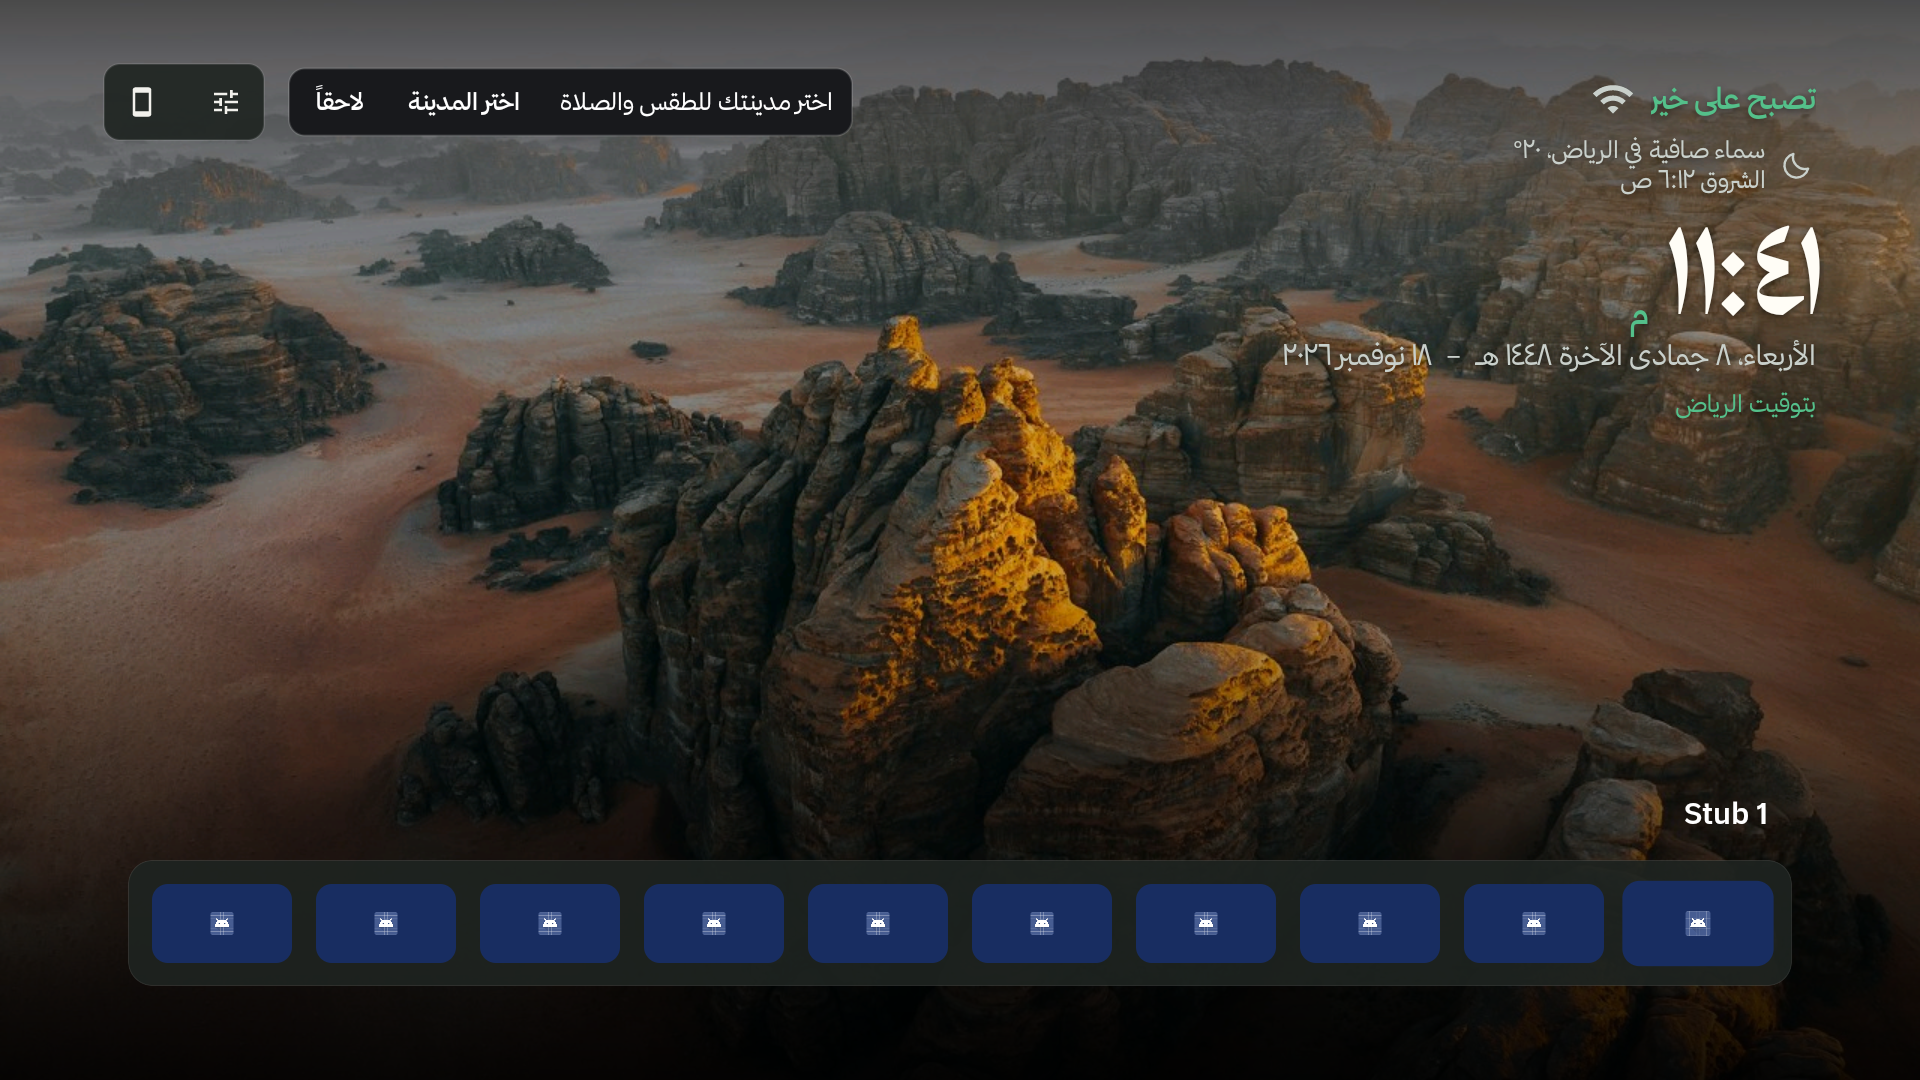 تصبح على خير
سماء صافية في الرياض، ٢٠°
الشروق ٦:١٢ ص
١١:٤١ م
الأربعاء، ٨ جمادى الآخرة ١٤٤٨ هـ – ١٨ نوفمبر ٢٠٢٦
بتوقيت الرياض
اختر مدينتك للطقس والصلاة
اختر المدينة
لاحقاً
Stub 1